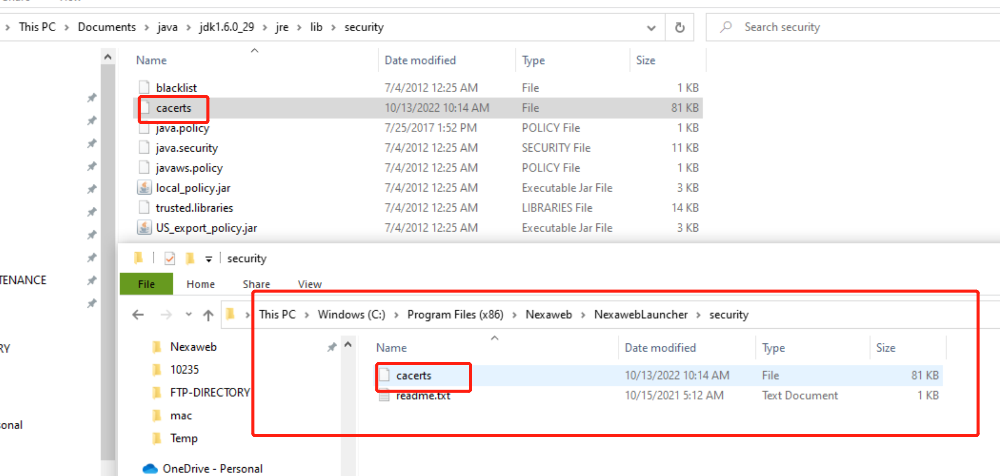 This PC > Documents > java > jdk1.6.0_29 > jre > lib > security
Search security
Name Date modified Type Size
blacklist 7/4/2012 12:25 AM File 1 KB
cacerts 10/13/2022 10:14 AM File 81 KB
java.policy 7/25/2017 1:52 PM POLICY File 1 KB
java.security 7/4/2012 12:25 AM SECURITY File 11 KB
javaws.policy 7/4/2012 12:25 AM POLICY File 1 KB
local_policy.jar 7/4/2012 12:25 AM Executable Jar File 3 KB
trusted.libraries 7/4/2012 12:25 AM LIBRARIES File 14 KB
US_export_policy.jar 7/4/2012 12:25 AM Executable Jar File 3 KB
TENANCE
RY
onal
security
File Home Share View
This PC > Windows (C:) > Program Files (x86) > Nexaweb > NexawebLauncher > security
Nexaweb
10235
FTP-DIRECTORY
mac
Temp
OneDrive - Personal
Name Date modified Type Size
cacerts 10/13/2022 10:14 AM File 81 KB
readme.txt 10/15/2021 5:12 AM Text Document 1 KB